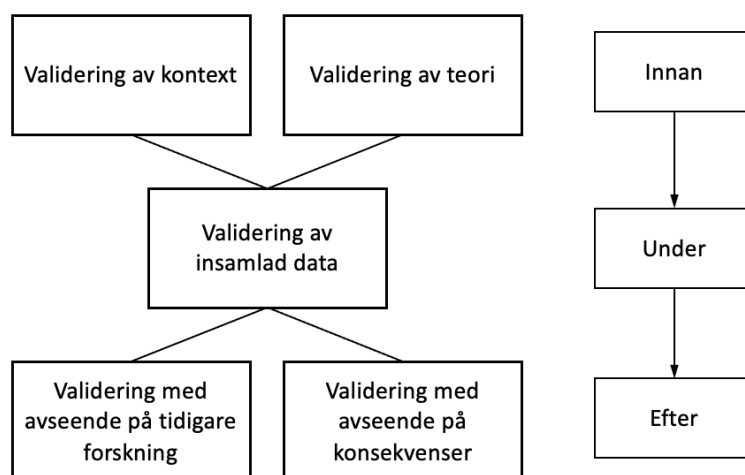 Validering av kontext
Validering av teori
Innan
Validering av
insamlad data
Under
Validering med
avseende på tidigare
forskning
Validering med
avseende på
konsekvenser
Efter